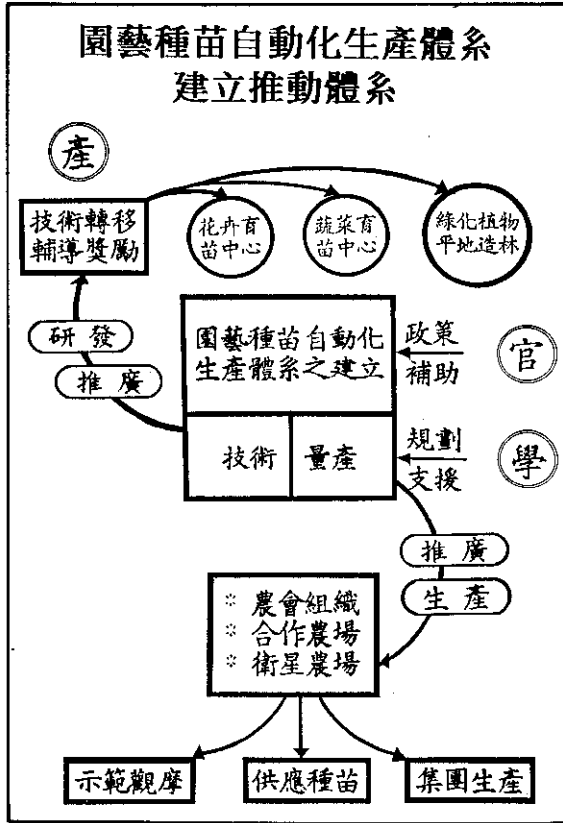 園藝種苗自動化生產體系
建立推動體系
產
技術轉移
輔導獎勵
花卉育
苗中心
蔬菜育
苗中心
綠化植物
平地造林
研發
推廣
園藝種苗自動化
生產體系之建立
政策
補助
官
技術
量產
規劃
支援
學
推廣
生產
※ 農會組織
※ 合作農場
※ 衛星農場
示範觀摩
供應種苗
集團生產